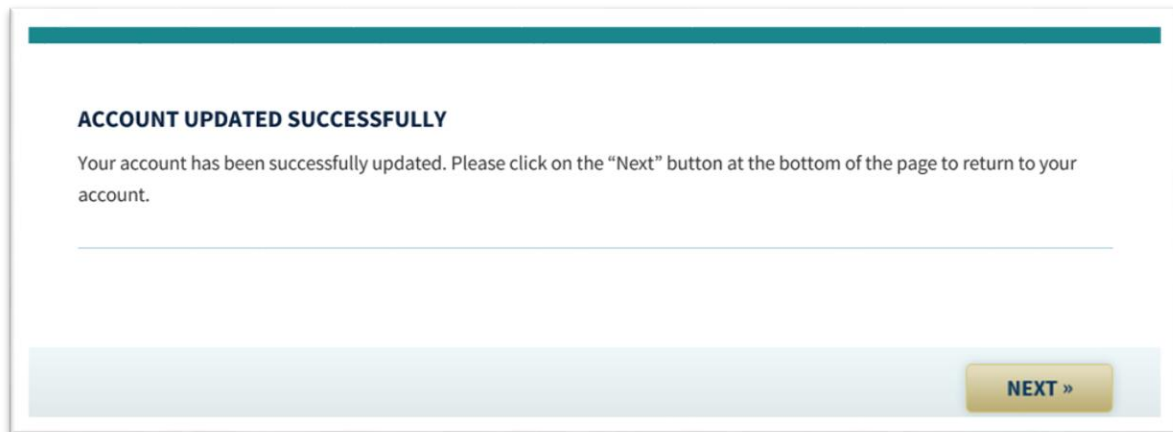 ACCOUNT UPDATED SUCCESSFULLY
Your account has been successfully updated. Please click on the “Next” button at the bottom of the page to return to your
account.
NEXT »